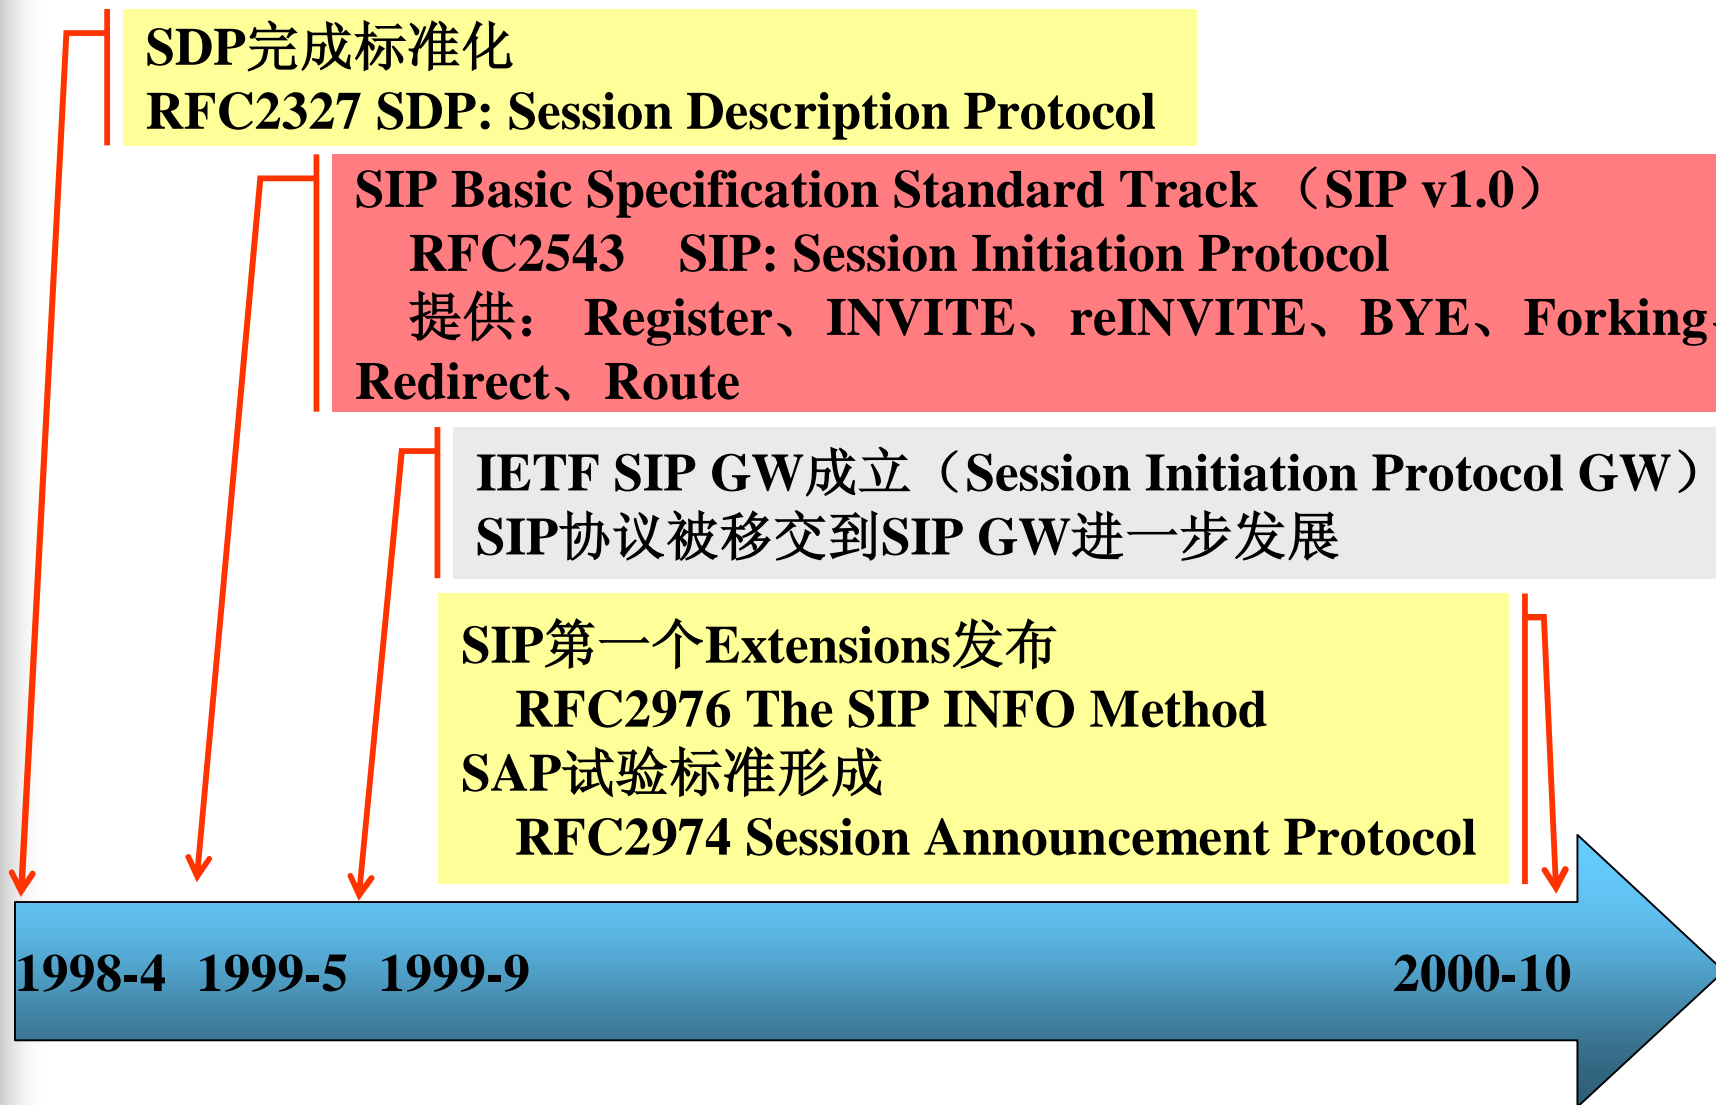 SDP完成标准化
RFC2327 SDP: Session Description Protocol
SIP Basic Specification Standard Track （SIP v1.0）
RFC2543 SIP: Session Initiation Protocol
提供： Register、INVITE、reINVITE、BYE、Forking、
Redirect、Route
IETF SIP GW成立（Session Initiation Protocol GW）
SIP协议被移交到SIP GW进一步发展
SIP第一个Extensions发布
RFC2976 The SIP INFO Method
SAP试验标准形成
RFC2974 Session Announcement Protocol
1998-4 1999-5 1999-9 2000-10